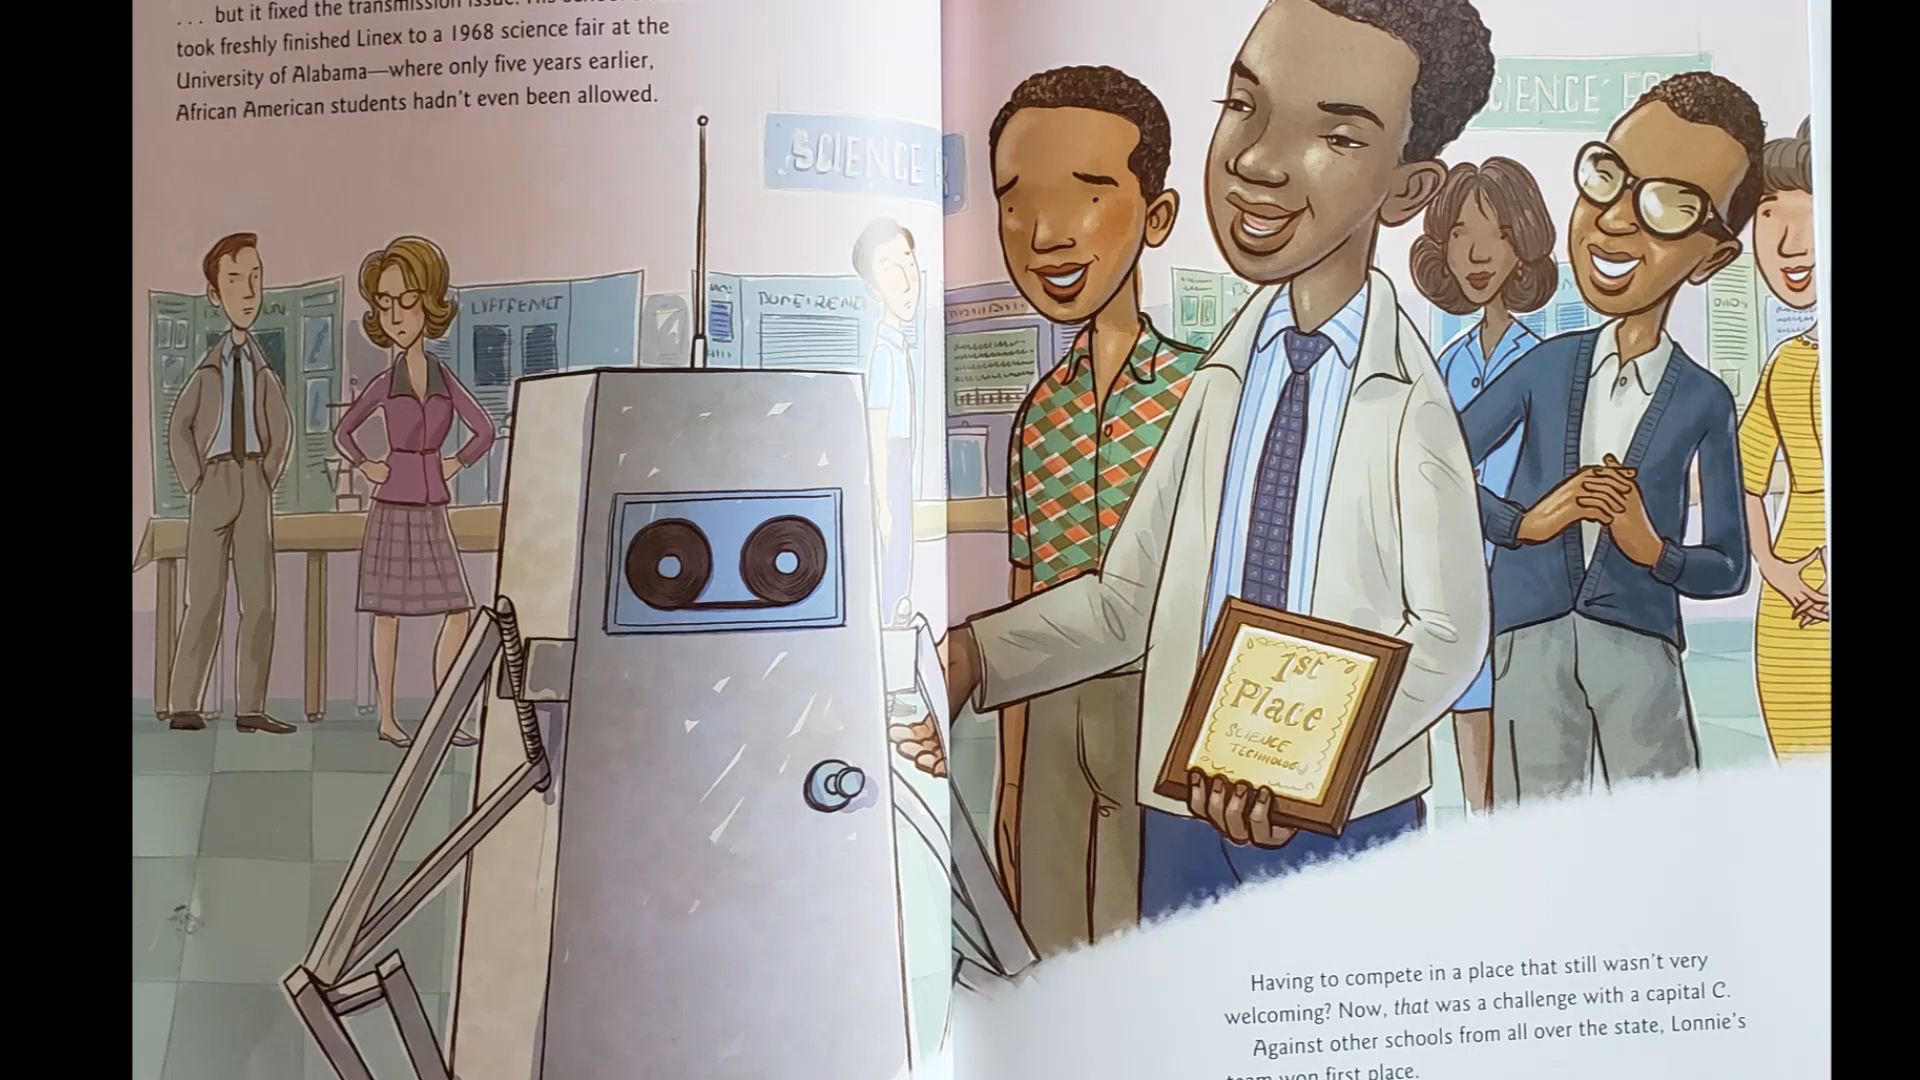 . . . but it fixed the transmission issue. His school's
took freshly finished Linex to a 1968 science fair at the
University of Alabama—where only five years earlier,
African American students hadn't even been allowed.
SCIENCE
SCIENCE
1st
Place
SCIENCE
TECHNOLOGY
Having to compete in a place that still wasn't very
welcoming? Now, that was a challenge with a capital C.
Against other schools from all over the state, Lonnie's
team won first place.